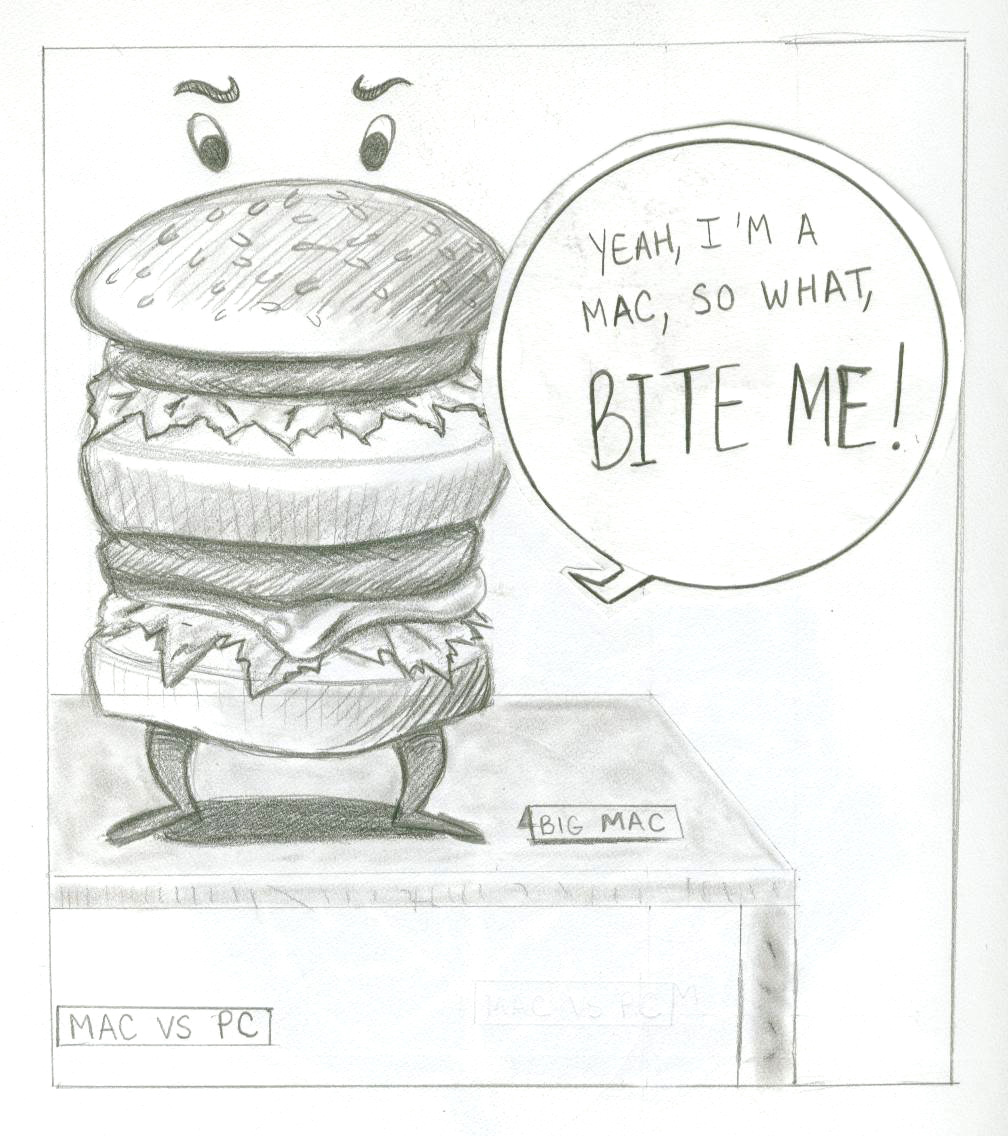 YEAH, I'M A
MAC, SO WHAT,
BITE ME!
BIG MAC
MAC VS PC
MAC VS PC M